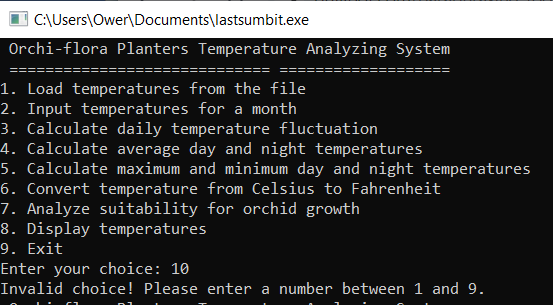 C:\Users\Ower\Documents\lastsumbit.exe
Orchi-flora Planters Temperature Analyzing System
============================= ===================
1. Load temperatures from the file
2. Input temperatures for a month
3. Calculate daily temperature fluctuation
4. Calculate average day and night temperatures
5. Calculate maximum and minimum day and night temperatures
6. Convert temperature from Celsius to Fahrenheit
7. Analyze suitability for orchid growth
8. Display temperatures
9. Exit
Enter your choice: 10
Invalid choice! Please enter a number between 1 and 9.